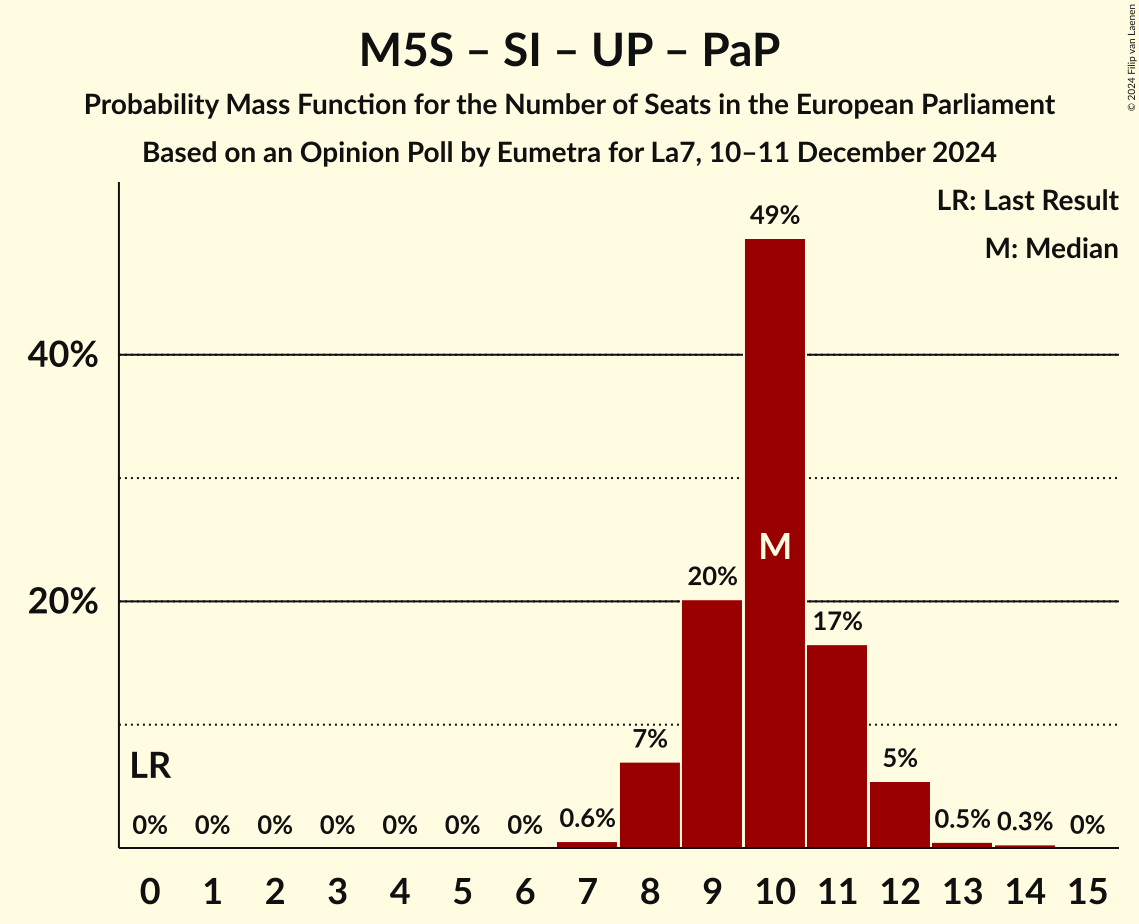 M5S – SI – UP – PaP
Probability Mass Function for the Number of Seats in the European Parliament
Based on an Opinion Poll by Eumetra for La7, 10–11 December 2024
© 2024 Filip van Laenen
LR: Last Result
M: Median
49%
40%
M
20%
20%
17%
7%
5%
LR
0% 0% 0% 0% 0% 0% 0% 0.6% 0.5% 0.3% 0%
0 1 2 3 4 5 6 7 8 9 10 11 12 13 14 15